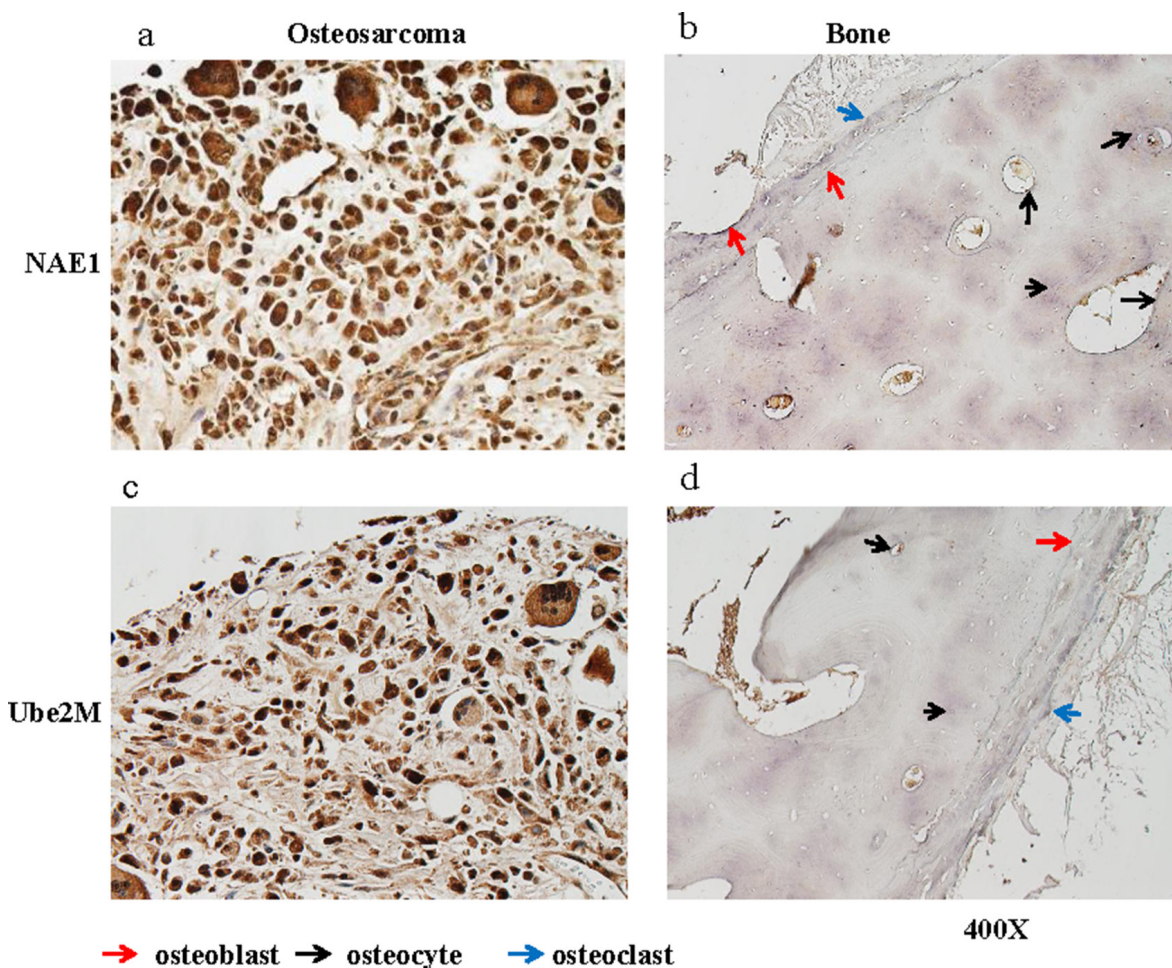 a Osteosarcoma b Bone
NAE1
c d
Ube2M
400X
osteoblast osteocyte osteoclast